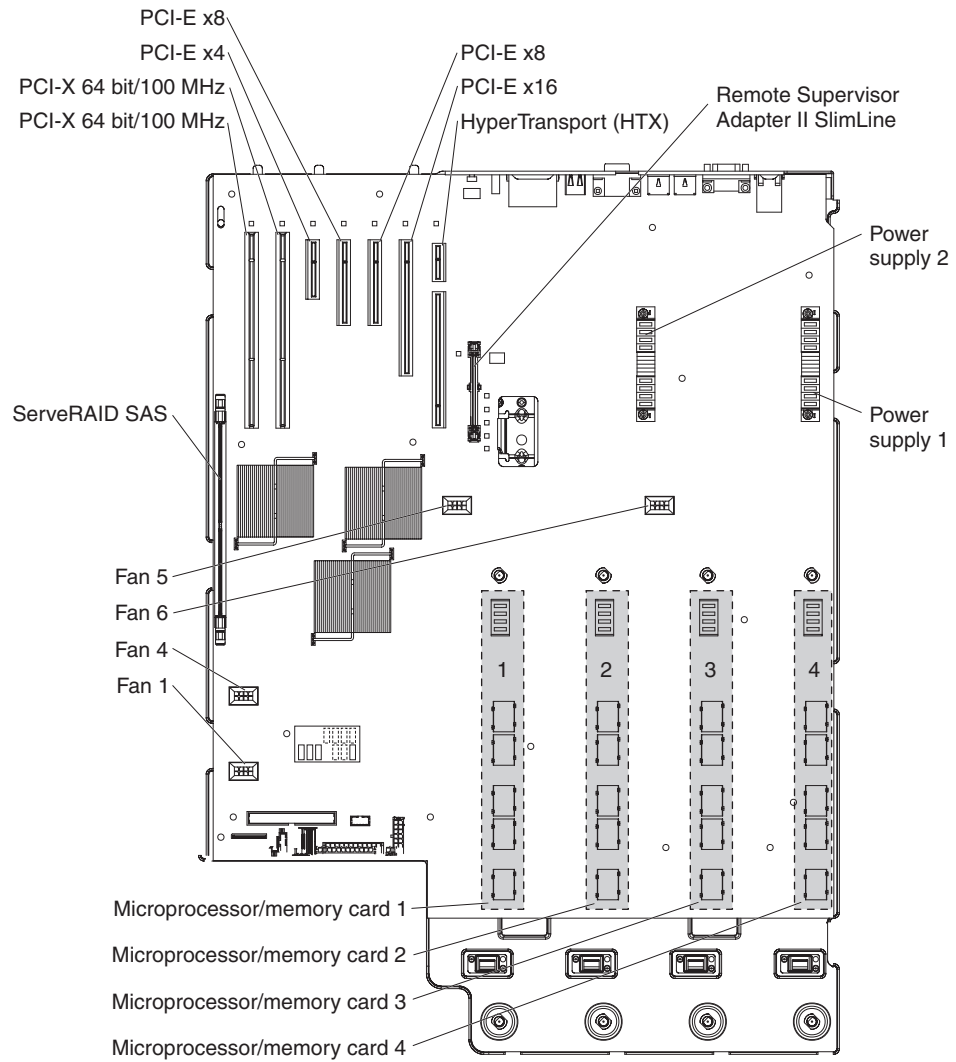 PCI-E x8
PCI-E x4
PCI-X 64 bit/100 MHz
PCI-X 64 bit/100 MHz
PCI-E x8
PCI-E x16
HyperTransport (HTX)
Remote Supervisor
Adapter II SlimLine
Power
supply 2
ServeRAID SAS
Power
supply 1
Fan 5
Fan 6
Fan 4
Fan 1
1
2
3
4
Microprocessor/memory card 1
Microprocessor/memory card 2
Microprocessor/memory card 3
Microprocessor/memory card 4